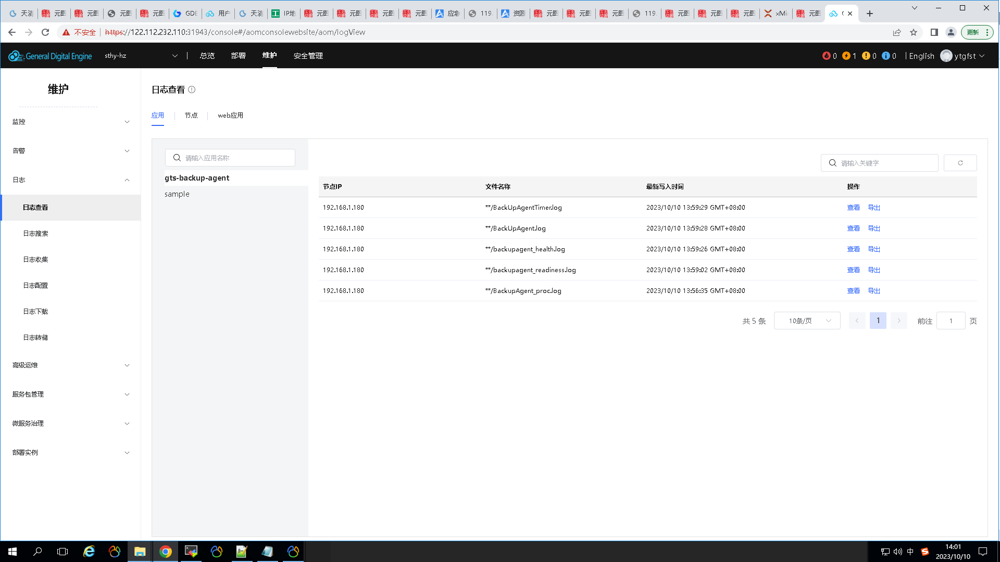 天清 元图 元图 元图 元图 GDE 用户 天清 IP地 元图 元图 元图 元图 应急 119. 资源 元图 元图 元图 119. 元图 元图 元图 xMi 元图
不安全 https://122.112.232.110:31943/console#/aomconsolewebsite/aom/logView 更新
General Digital Engine sthy-hz 总览 部署 维护 安全管理 0 1 0 0 English ytgfst
维护
监控
告警
日志
日志查看
日志搜索
日志收集
日志配置
日志下载
日志转储
高级运维
服务包管理
微服务治理
部署实例
日志查看
应用 节点 web应用
请输入应用名称
gts-backup-agent
sample
请输入关键字
节点IP 文件名称 最新写入时间 操作
192.168.1.180 **/BackUpAgentTimer.log 2023/10/10 13:59:29 GMT+08:00 查看 导出
192.168.1.180 **/BackUpAgent.log 2023/10/10 13:59:28 GMT+08:00 查看 导出
192.168.1.180 **/backupagent_health.log 2023/10/10 13:59:26 GMT+08:00 查看 导出
192.168.1.180 **/backupagent_readiness.log 2023/10/10 13:59:02 GMT+08:00 查看 导出
192.168.1.180 **/BackupAgent_proc.log 2023/10/10 13:56:35 GMT+08:00 查看 导出
共 5 条 10条/页 1 前往 1 页
中 14:01
2023/10/10